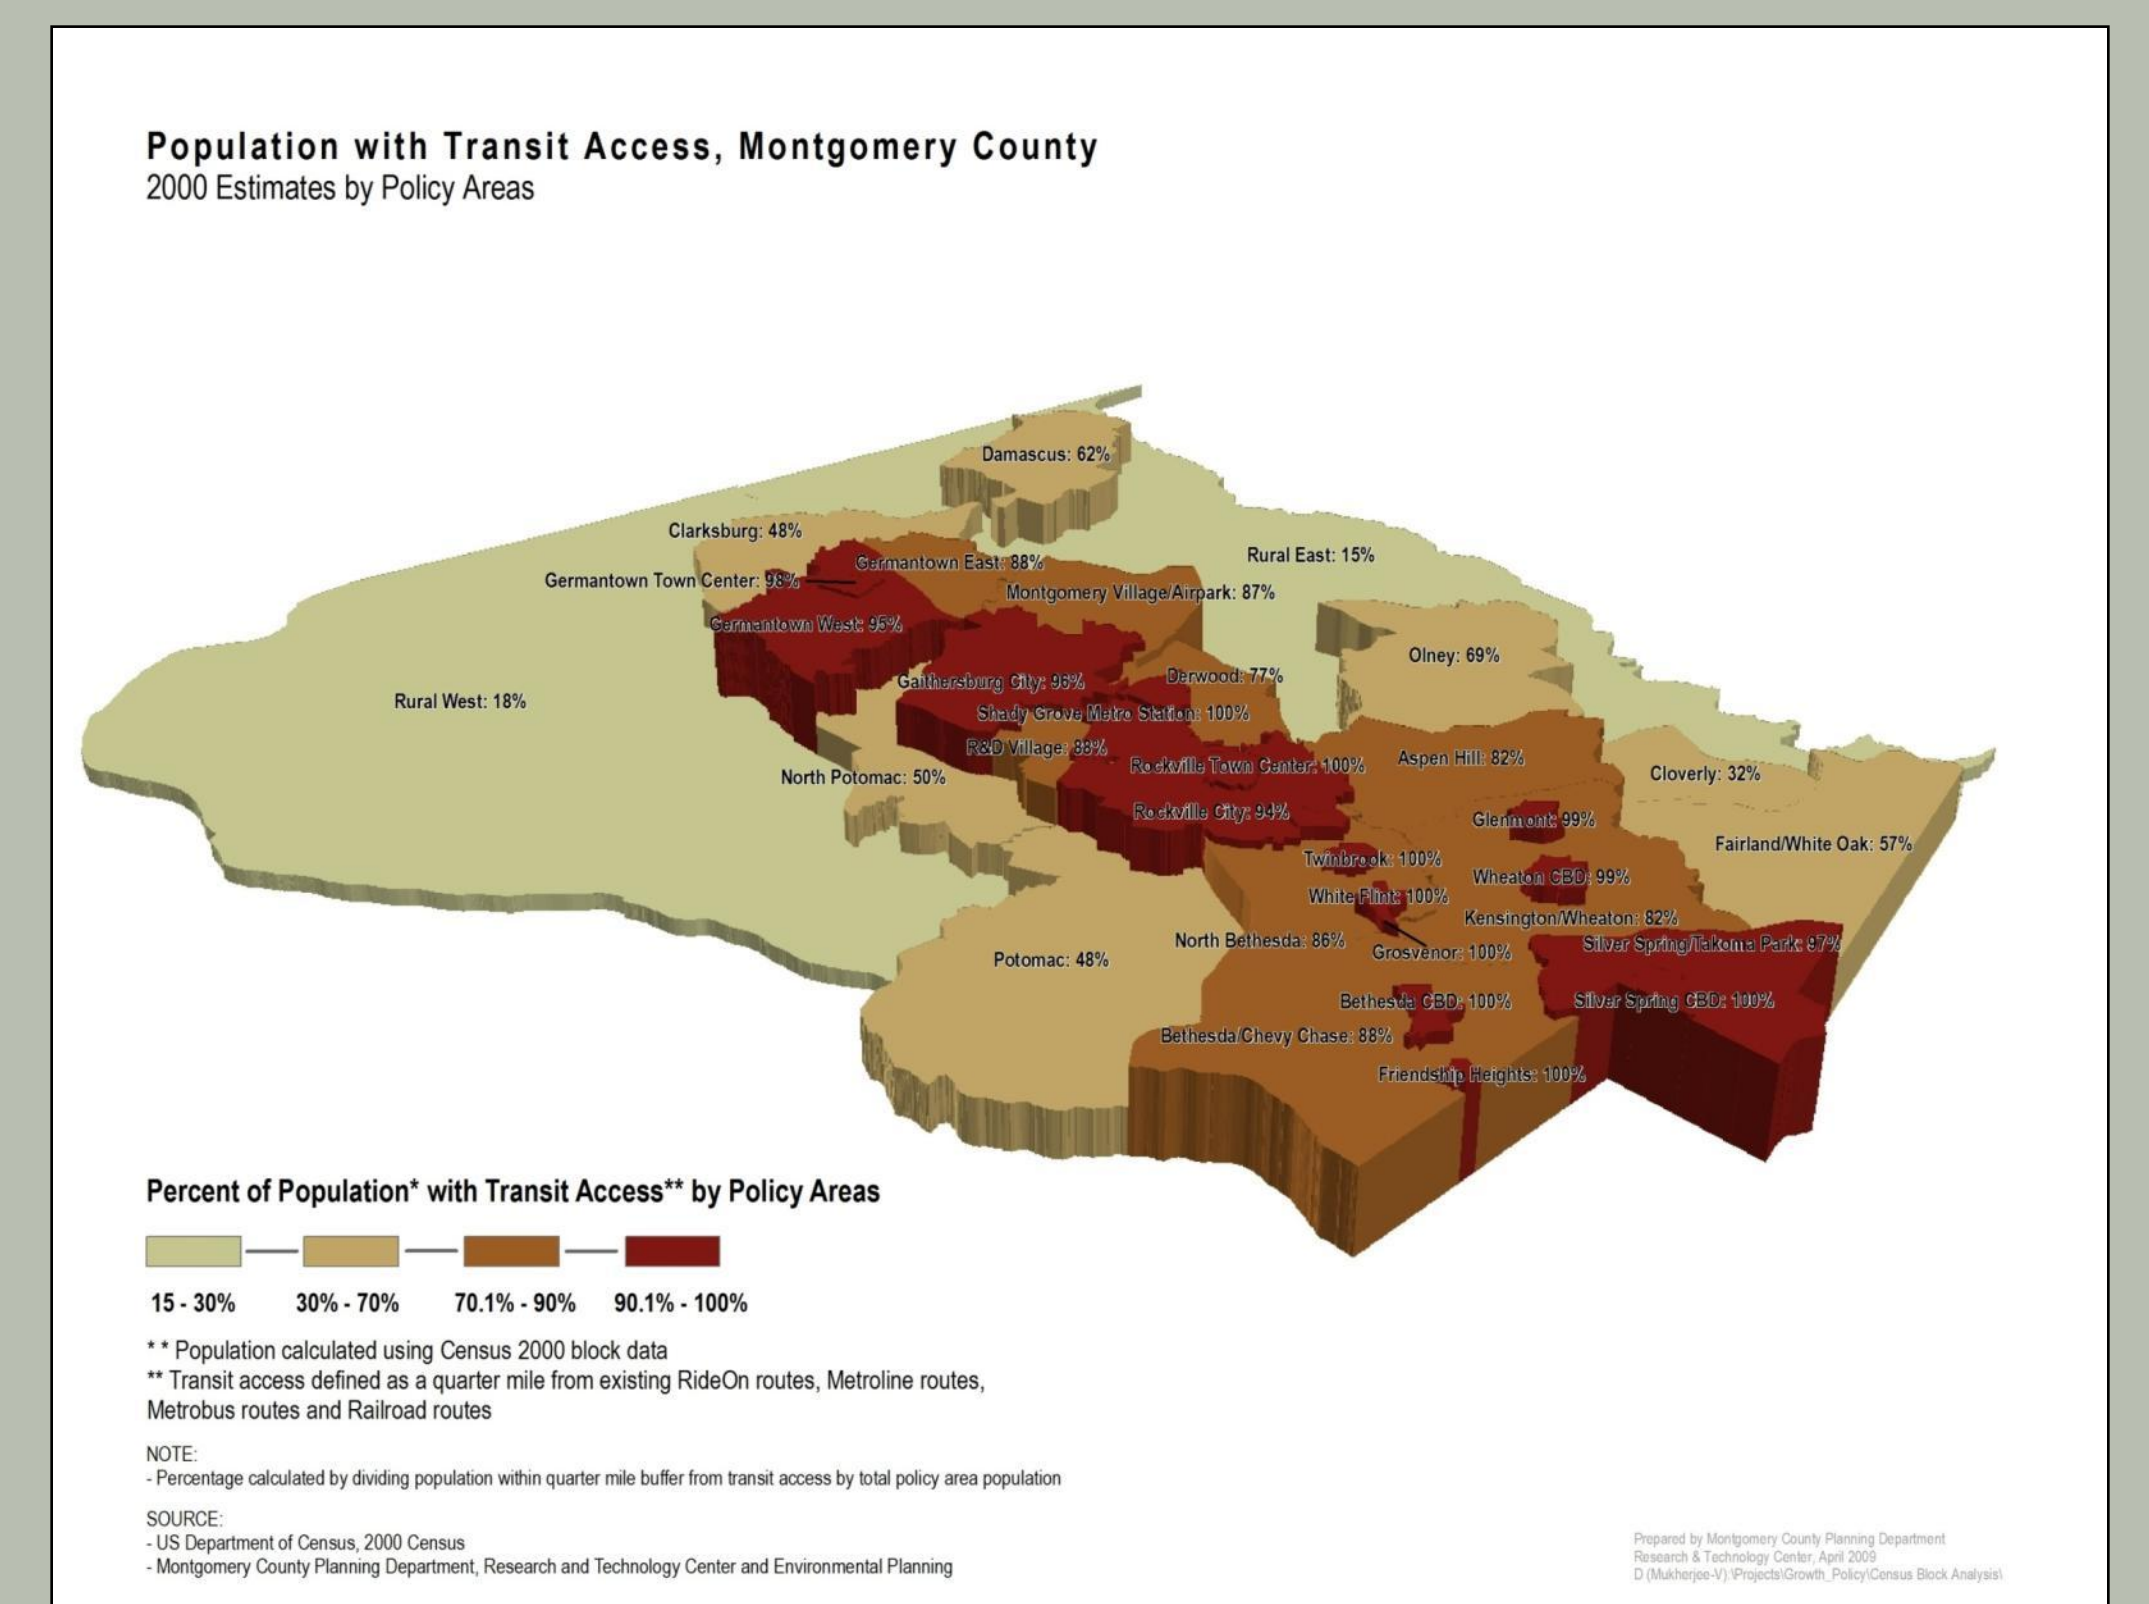 Population with Transit Access, Montgomery County
2000 Estimates by Policy Areas
Damascus: 62%
Clarksburg: 48%
Rural East: 15%
Germantown East: 88%
Germantown Town Center: 98%
Montgomery Village/Airpark: 87%
Germantown West: 95%
Olney: 69%
Derwood: 77%
Gaithersburg City: 96%
Rural West: 18%
Shady Grove Metro Station: 100%
R&D Village: 88%
Aspen Hill: 82%
Rockville Town Center: 100%
Cloverly: 32%
North Potomac: 50%
Rockville City: 94%
Glenmont: 99%
Fairland/White Oak: 57%
Twinbrook: 100%
Wheaton CBD: 99%
White Flint: 100%
Kensington/Wheaton: 82%
North Bethesda: 86%
Silver Spring/Takoma Park: 97%
Grosvenor: 100%
Potomac: 48%
Bethesda CBD: 100%
Silver Spring CBD: 100%
Bethesda/Chevy Chase: 88%
Friendship Heights: 100%
Percent of Population* with Transit Access** by Policy Areas
15 - 30% 30% - 70% 70.1% - 90% 90.1% - 100%
* * Population calculated using Census 2000 block data
** Transit access defined as a quarter mile from existing RideOn routes, Metroline routes,
Metrobus routes and Railroad routes
NOTE:
- Percentage calculated by dividing population within quarter mile buffer from transit access by total policy area population
SOURCE:
- US Department of Census, 2000 Census
- Montgomery County Planning Department, Research and Technology Center and Environmental Planning
Prepared by Montgomery County Planning Department
Research & Technology Center, April 2009
D (Mukherjee-V):\Projects\Growth_Policy\Census Block Analysis\